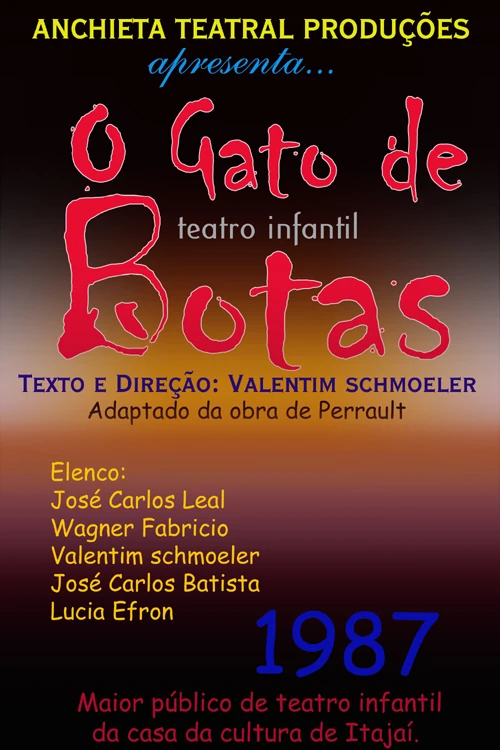 ANCHIETA TEATRAL PRODUÇÕES
apresenta...
O Gato de
teatro infantil
Botas
TEXTO E DIREÇÃO: VALENTIM SCHMOELER
Adaptado da obra de Perrault
Elenco:
José Carlos Leal
Wagner Fabricio
Valentim schmoeler
José Carlos Batista
Lucia Efron
1987
Maior público de teatro infantil
da casa da cultura de Itajaí.